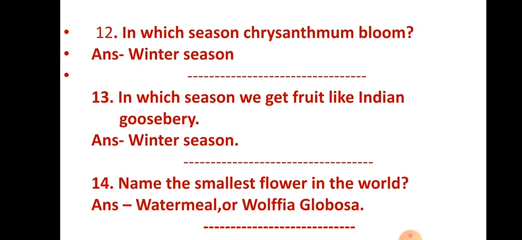 • 12. In which season chrysanthmum bloom?
• Ans- Winter season
• ---------------------------------
13. In which season we get fruit like Indian
goosebery.
Ans- Winter season.
-----------------------------------
14. Name the smallest flower in the world?
Ans – Watermeal,or Wolffia Globosa.
----------------------------